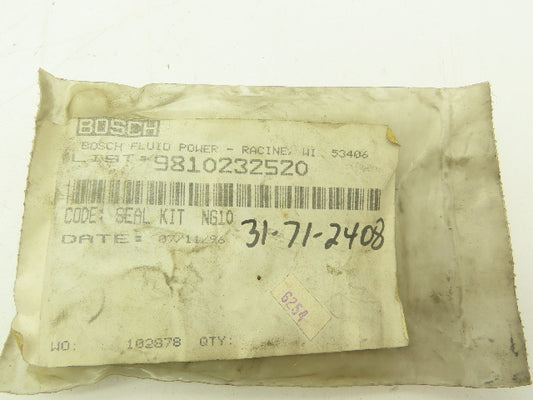 BOSCH
BOSCH FLUID POWER - RACINE, WI 53406
LIST: 9810232520
CODE: SEAL KIT NG10
DATE: 07/11/96
31-71-2408
6254
WO: 102878 QTY: